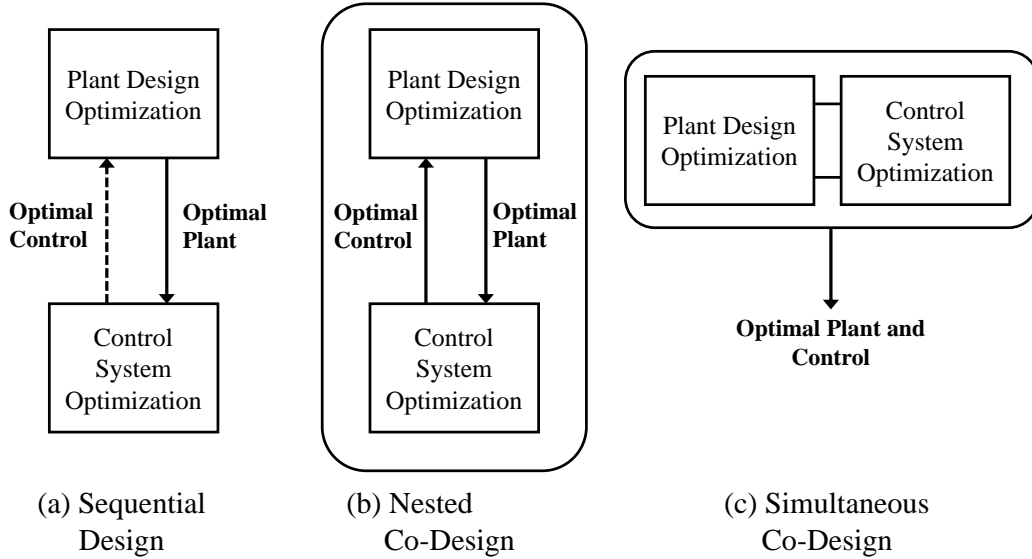 Plant Design
Optimization
Optimal
Control
Optimal
Plant
Control
System
Optimization
(a) Sequential
Design
Plant Design
Optimization
Optimal
Control
Optimal
Plant
Control
System
Optimization
(b) Nested
Co-Design
Plant Design
Optimization
Control
System
Optimization
Optimal Plant and
Control
(c) Simultaneous
Co-Design